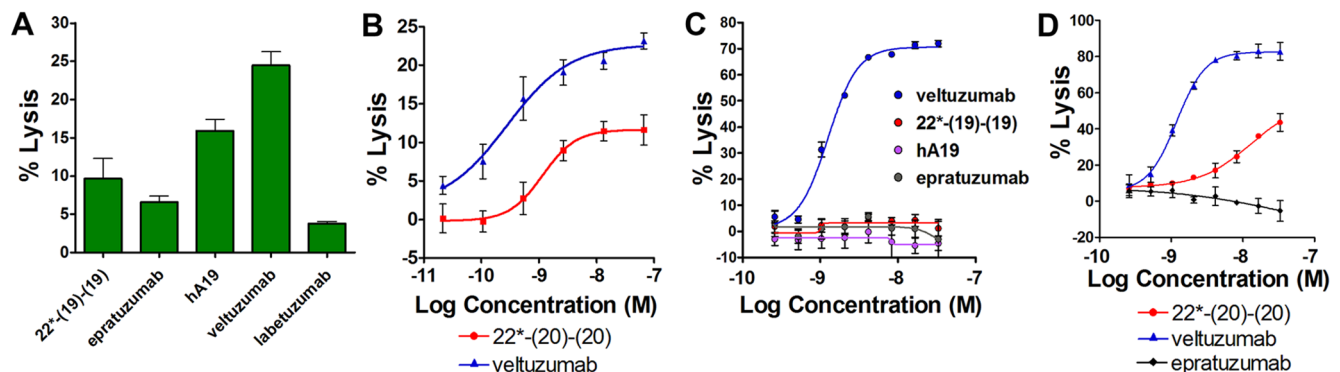 A
% Lysis
30
25
20
15
10
5
0
22*-(19)-(19)
epratuzumab
hA19
veltuzumab
labetuzumab
B
% Lysis
25
20
15
10
5
0
-5
-11 -10 -9 -8 -7
Log Concentration (M)
22*-(20)-(20)
veltuzumab
C
% Lysis
80
70
60
50
40
30
20
10
0
-10
-10 -9 -8 -7
Log Concentration (M)
veltuzumab
22*-(19)-(19)
hA19
epratuzumab
D
% Lysis
100
80
60
40
20
0
-20
-10 -9 -8 -7
Log Concentration (M)
22*-(20)-(20)
veltuzumab
epratuzumab